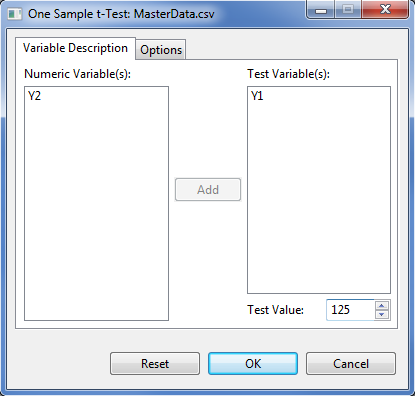 One Sample t-Test: MasterData.csv
Variable Description
Options
Numeric Variable(s):
Test Variable(s):
Y2
Y1
Add
Test Value:
125
Reset
OK
Cancel